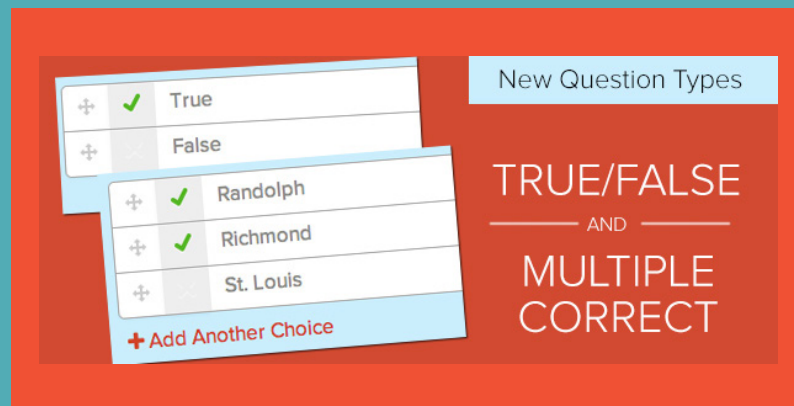 True
False
Randolph
Richmond
St. Louis
+ Add Another Choice
New Question Types
TRUE/FALSE
AND
MULTIPLE
CORRECT